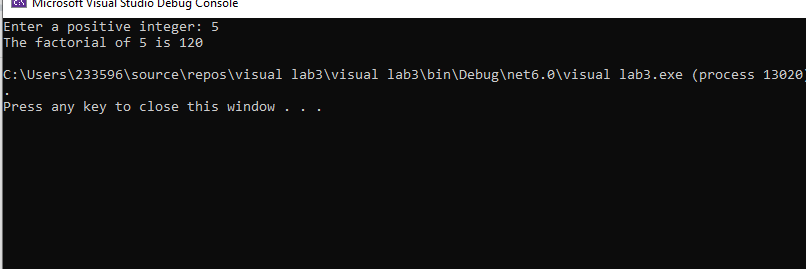 Microsoft Visual Studio Debug Console
Enter a positive integer: 5
The factorial of 5 is 120
C:\Users\233596\source\repos\visual lab3\visual lab3\bin\Debug\net6.0\visual lab3.exe (process 13020)
.
Press any key to close this window . . .